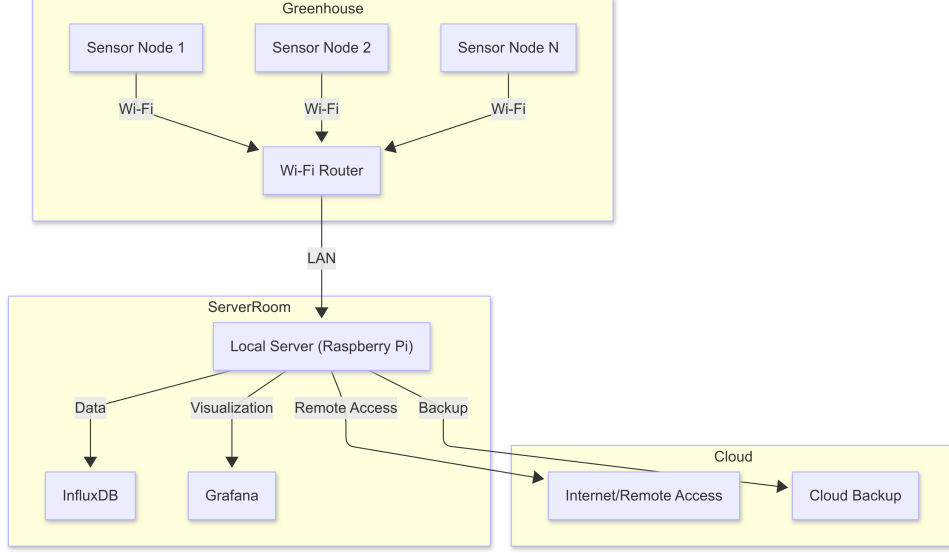 Greenhouse
Sensor Node 1
Sensor Node 2
Sensor Node N
Wi-Fi
Wi-Fi
Wi-Fi
Wi-Fi Router
LAN
ServerRoom
Local Server (Raspberry Pi)
Data
Visualization
Remote Access
Backup
Cloud
InfluxDB
Grafana
Internet/Remote Access
Cloud Backup